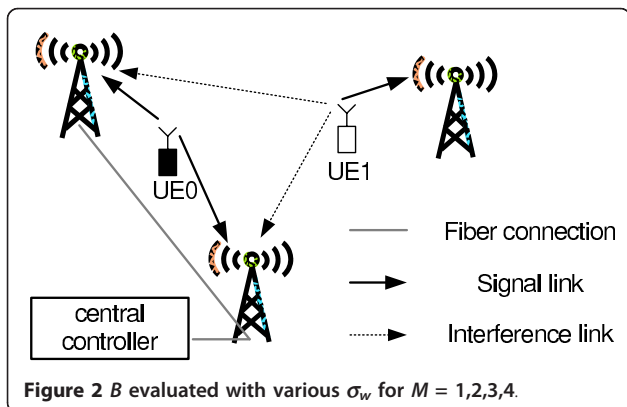 UE0
UE1
Fiber connection
Signal link
Interference link
central
controller
Figure 2 B evaluated with various σw for M = 1,2,3,4.